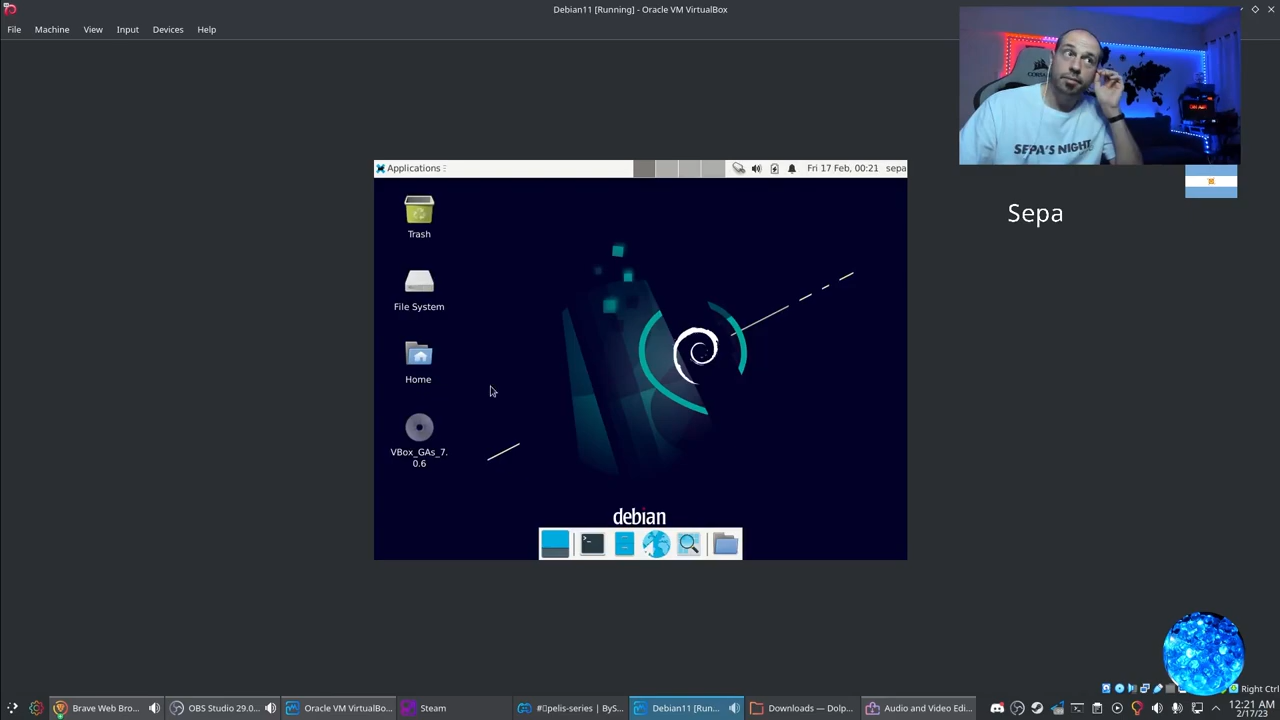 Debian11 [Running] - Oracle VM VirtualBox
File Machine View Input Devices Help
CORSAIR
SEPA'S NIGHT
Sepa
Applications
Fri 17 Feb, 00:21 sepa
Trash
File System
Home
VBox_GAs_7.
0.6
debian
Brave Web Bro...
OBS Studio 29.0...
Oracle VM VirtualBo...
Steam
pelis-series | ByS...
Debian11 [Run...
Downloads — Dolp...
Audio and Video Edi...
Right Ctrl
12:21 AM
2/17/23